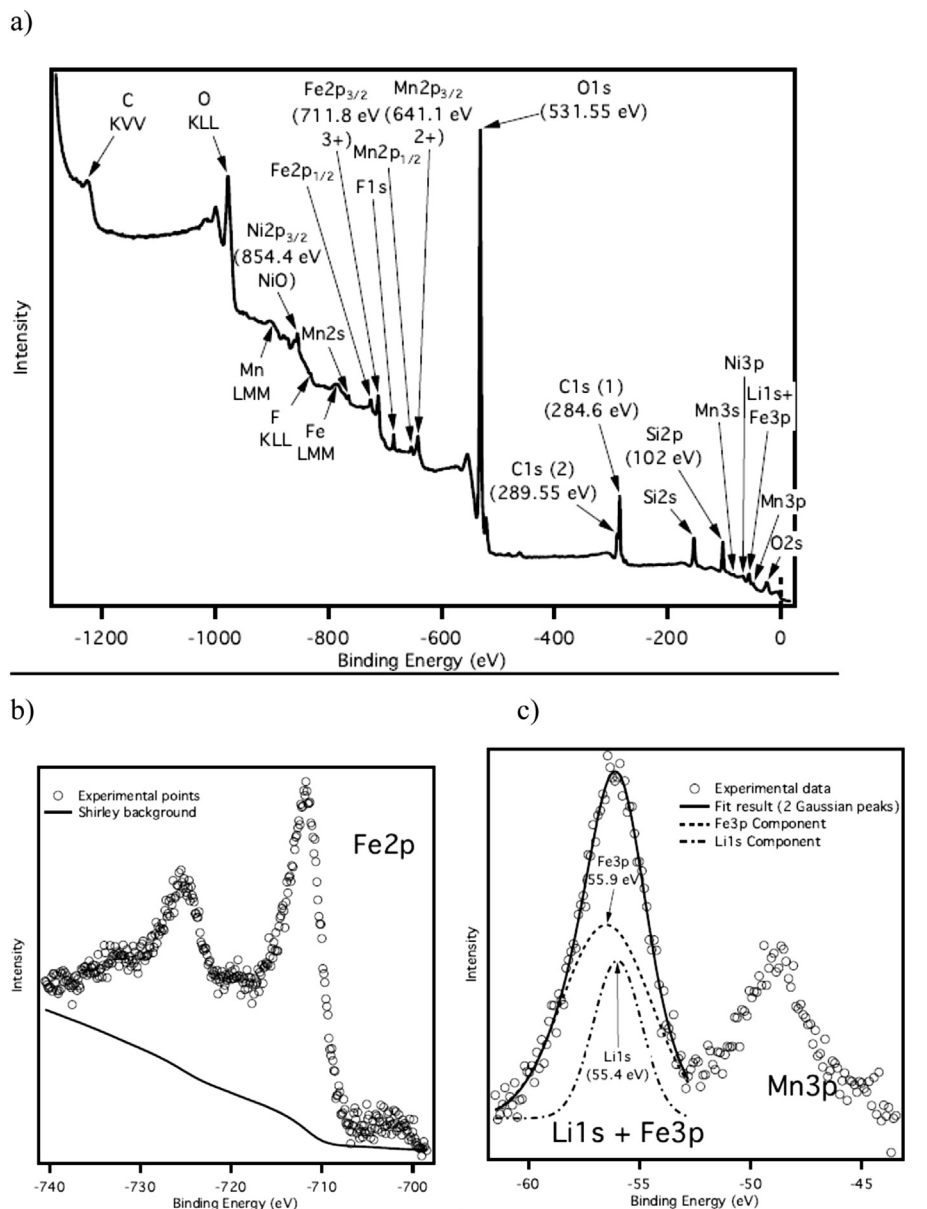 a)
C
KVV
O
KLL
Fe2p3/2
(711.8 eV
3+)
Mn2p3/2
(641.1 eV
2+)
O1s
(531.55 eV)
Mn2p1/2
Fe2p1/2
F1s
Ni2p3/2
(854.4 eV
NiO)
Mn2s
Mn
LMM
F
KLL
Fe
LMM
C1s (1)
(284.6 eV)
C1s (2)
(289.55 eV)
Si2p
(102 eV)
Si2s
Ni3p
Li1s+
Fe3p
Mn3s
Mn3p
O2s
Intensity
-1200
-1000
-800
-600
-400
-200
0
Binding Energy (eV)
b)
Experimental points
Shirley background
Fe2p
Intensity
-740
-730
-720
-710
-700
Binding Energy (eV)
c)
Experimental data
Fit result (2 Gaussian peaks)
Fe3p Component
Li1s Component
Fe3p
(55.9 eV)
Li1s
(55.4 eV)
Li1s + Fe3p
Mn3p
Intensity
-60
-55
-50
-45
Binding Energy (eV)